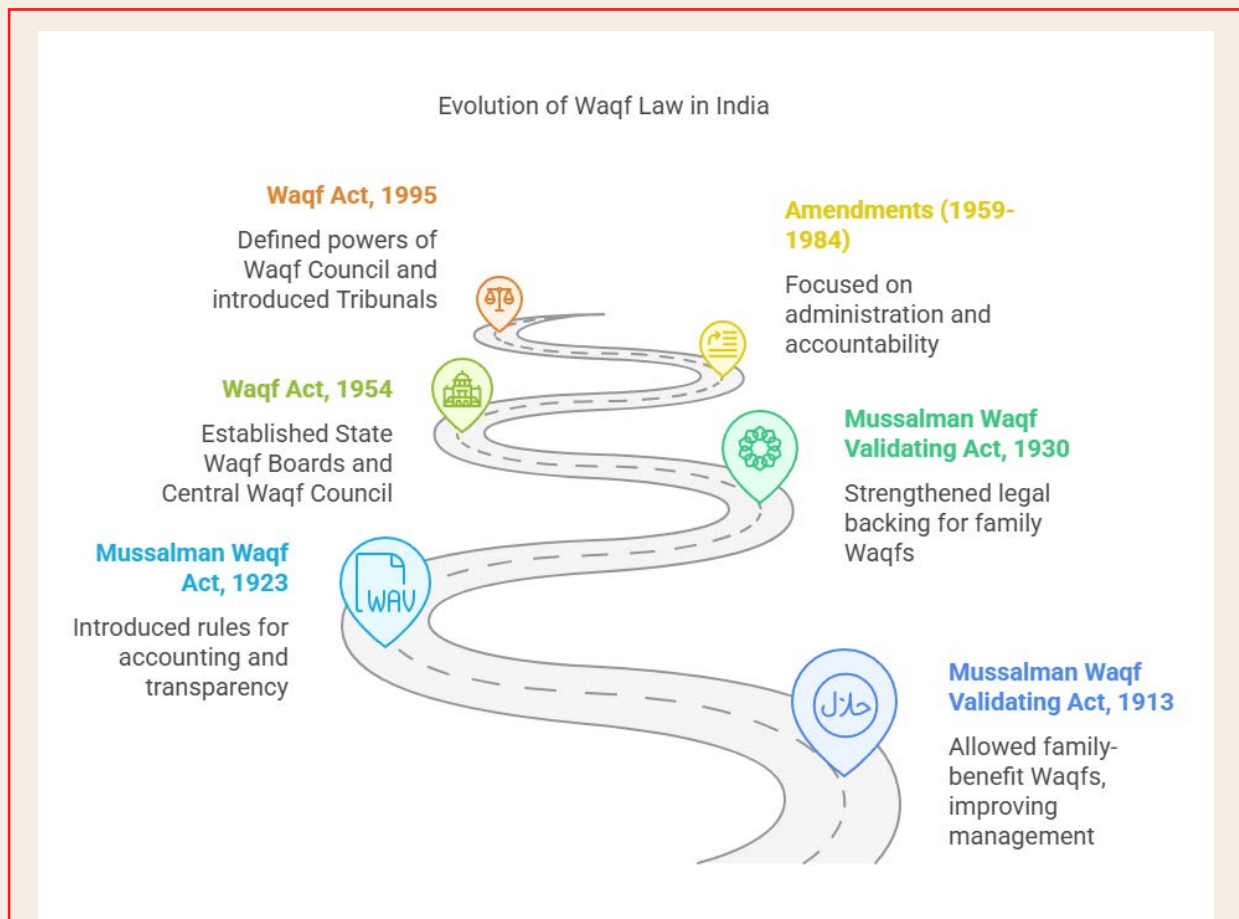 Evolution of Waqf Law in India
Waqf Act, 1995
Defined powers of
Waqf Council and
introduced Tribunals
Amendments (1959-
1984)
Focused on
administration and
accountability
Waqf Act, 1954
Established State
Waqf Boards and
Central Waqf Council
Mussalman Waqf
Validating Act, 1930
Strengthened legal
backing for family
Waqfs
Mussalman Waqf
Act, 1923
Introduced rules for
accounting and
transparency
WAV
Mussalman Waqf
Validating Act, 1913
Allowed family-
benefit Waqfs,
improving
management
حلال